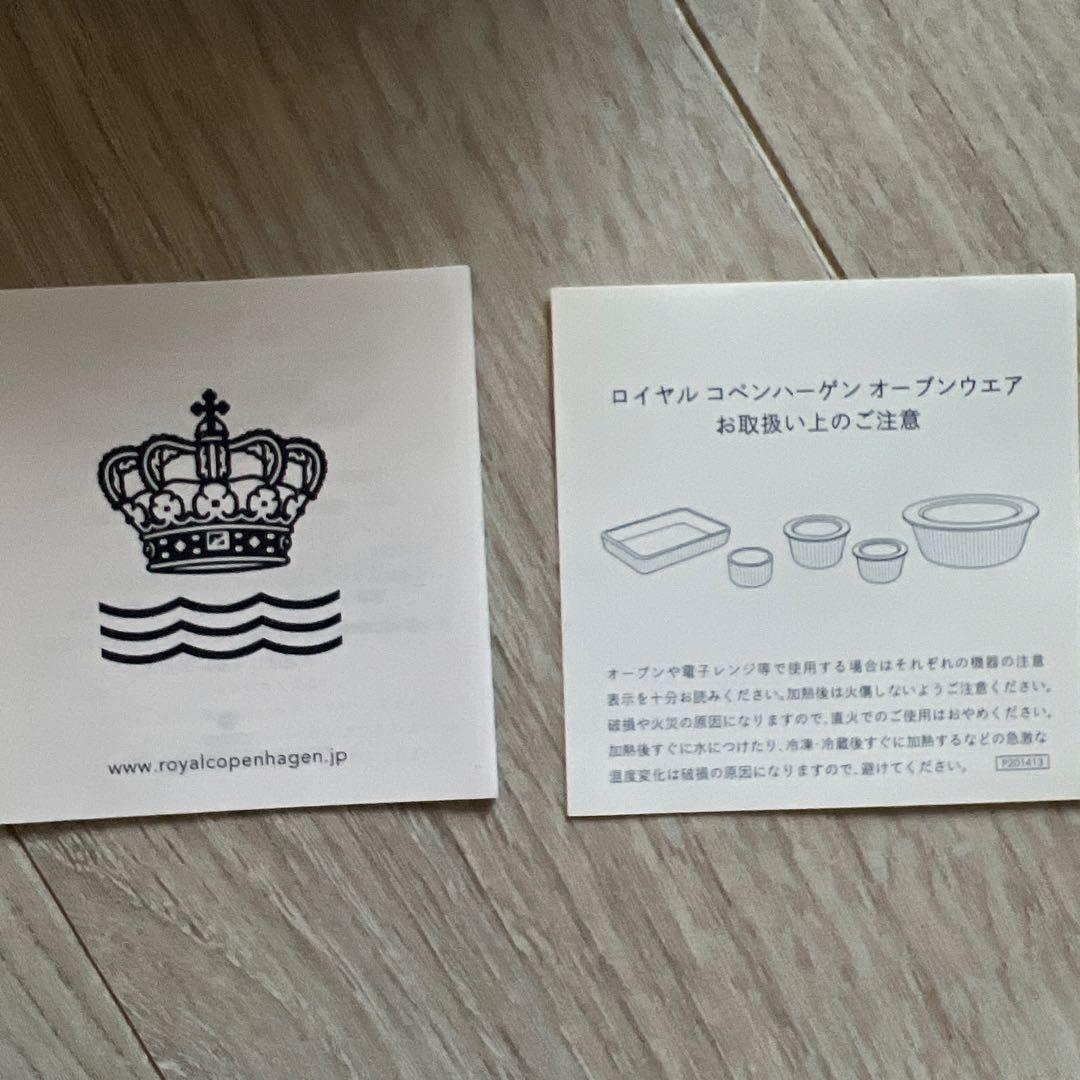 www.royalcopenhagen.jp
ロイヤル コペンハーゲン オーブンウエア
お取扱い上のご注意
オーブンや電子レンジ等で使用する場合はそれぞれの機器の注意
表示を十分お読みください。加熱後は火傷しないようご注意ください。
破損や火災の原因になりますので、直火でのご使用はおやめください。
加熱後すぐに水につけたり、冷凍・冷蔵後すぐに加熱するなどの急激な
温度変化は破損の原因になりますので、避けてください。
P201413